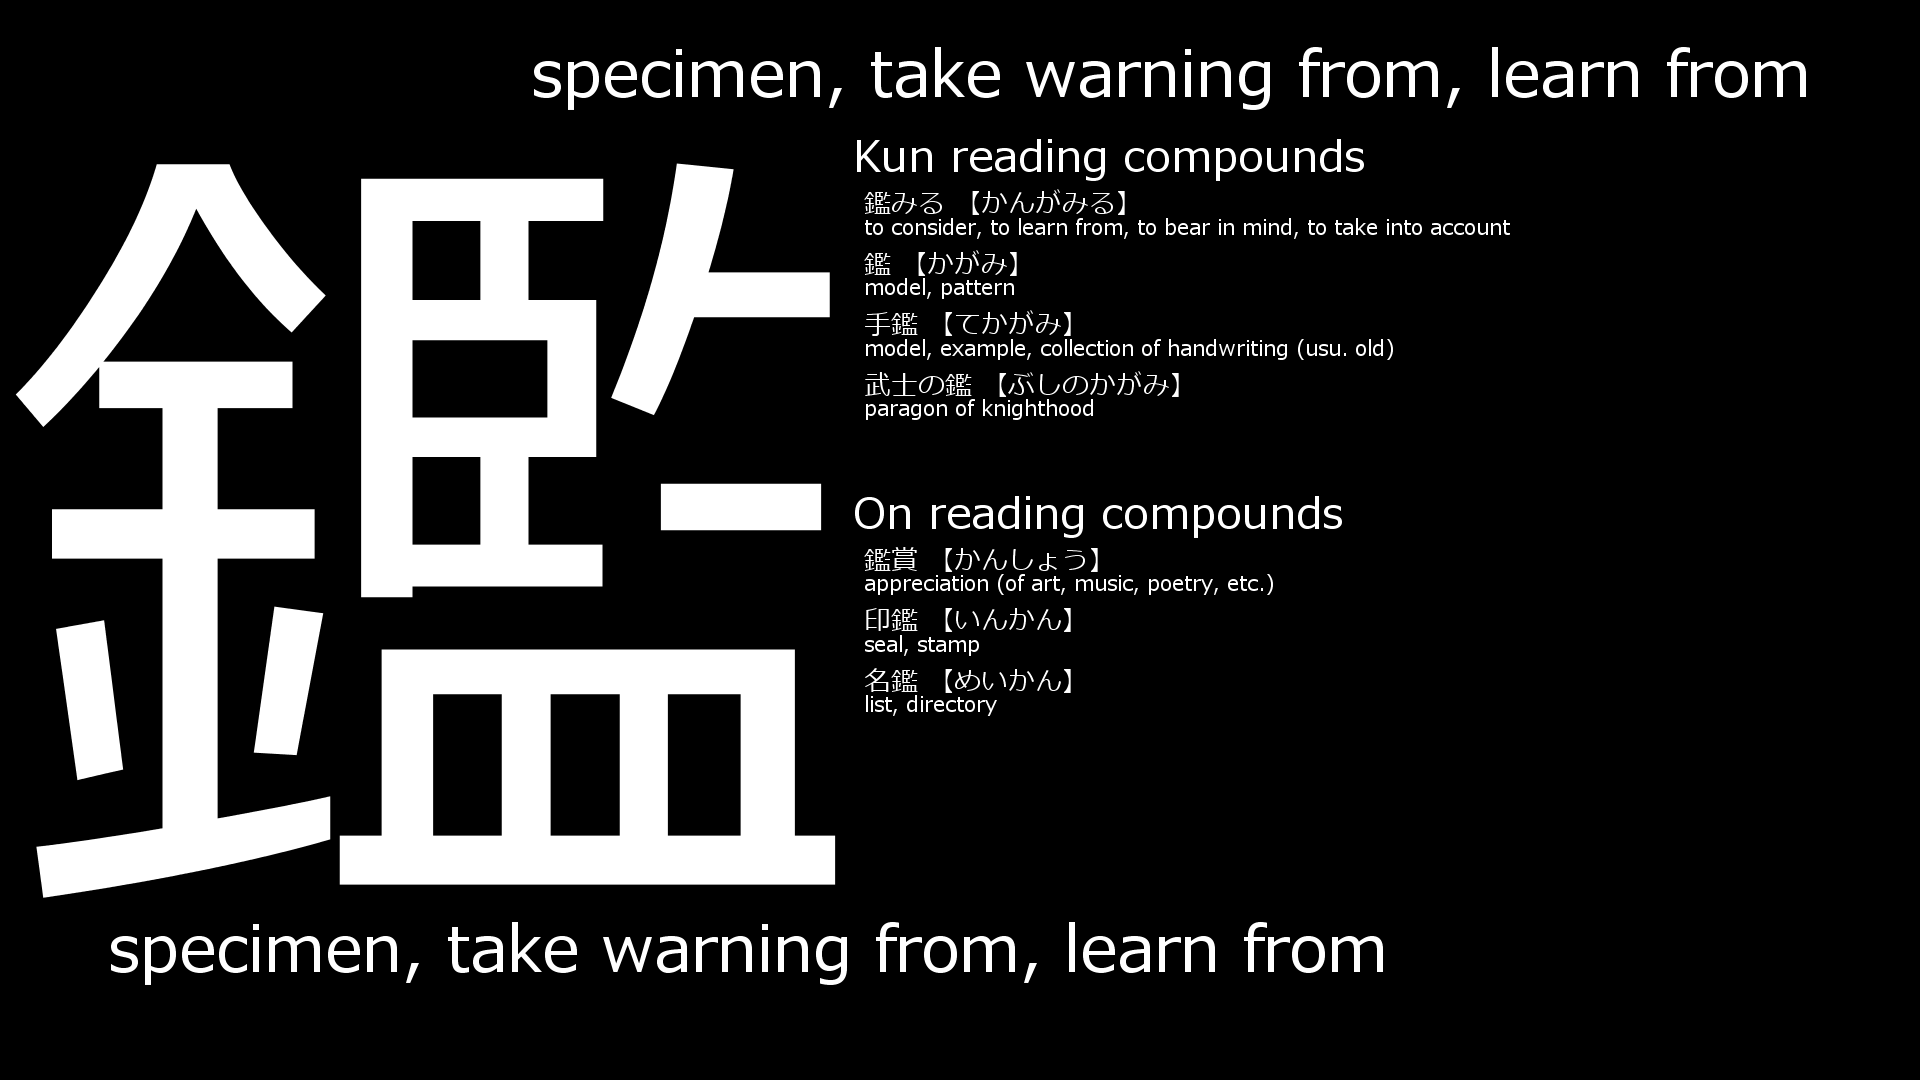 specimen, take warning from, learn from
鑑
Kun reading compounds
鑑みる 【かんがみる】
to consider, to learn from, to bear in mind, to take into account
鑑 【かがみ】
model, pattern
手鑑 【てかがみ】
model, example, collection of handwriting (usu. old)
武士の鑑 【ぶしのかがみ】
paragon of knighthood
On reading compounds
鑑賞 【かんしょう】
appreciation (of art, music, poetry, etc.)
印鑑 【いんかん】
seal, stamp
名鑑 【めいかん】
list, directory
specimen, take warning from, learn from